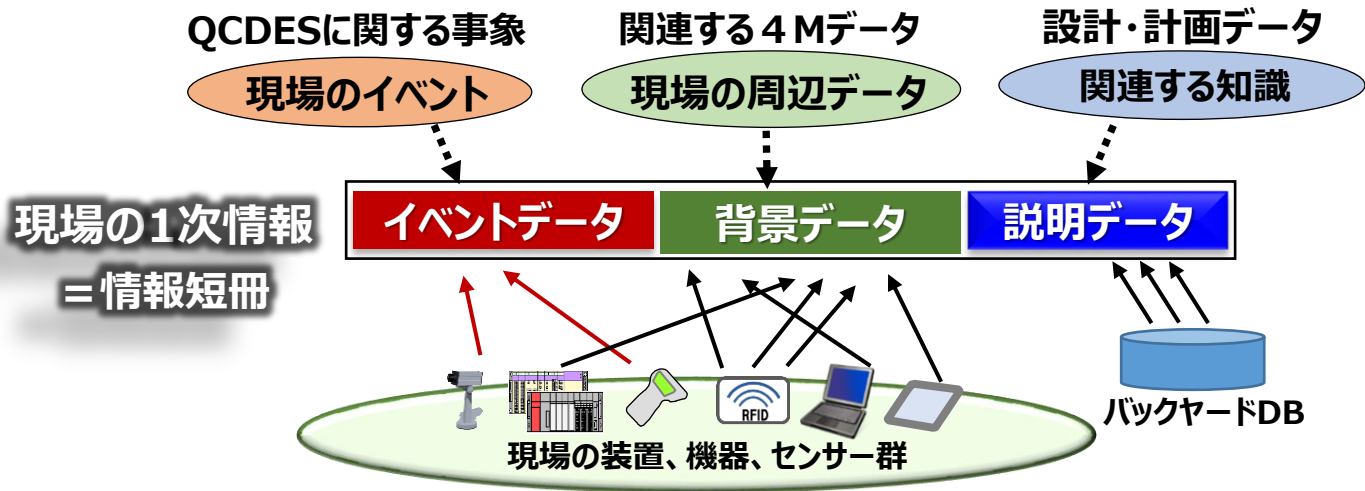 QCDESに関する事象
関連する４Mデータ
設計・計画データ
現場のイベント
現場の周辺データ
関連する知識
現場の1次情報
＝情報短冊
イベントデータ
背景データ
説明データ
RFID
現場の装置、機器、センサー群
バックヤードDB